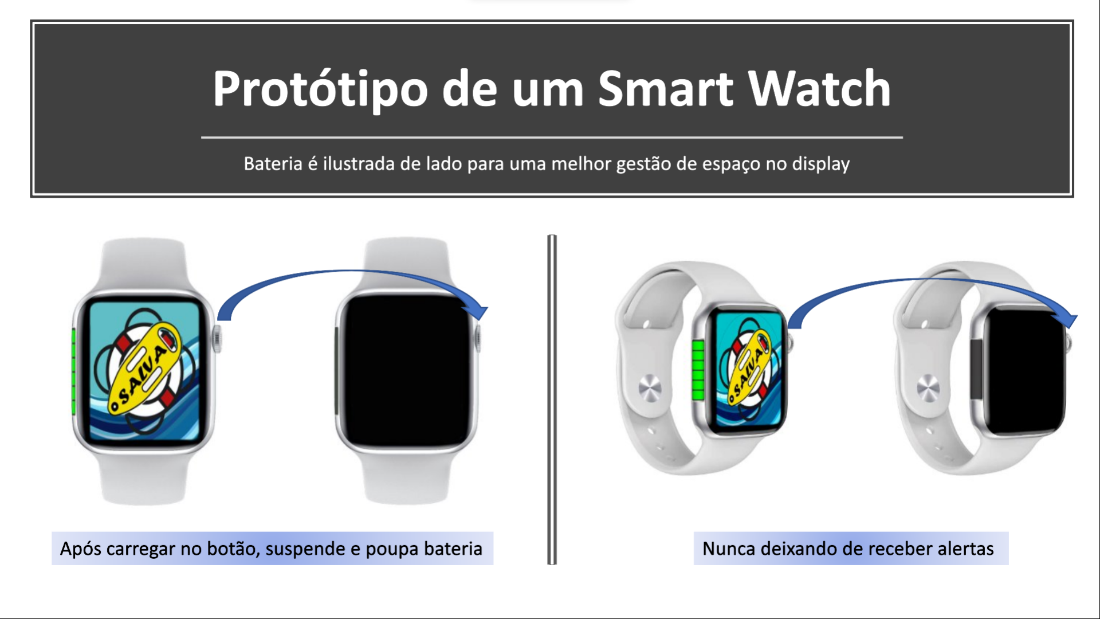 Protótipo de um Smart Watch
Bateria é ilustrada de lado para uma melhor gestão de espaço no display
SALVA
SALVA
Após carregar no botão, suspende e poupa bateria
Nunca deixando de receber alertas